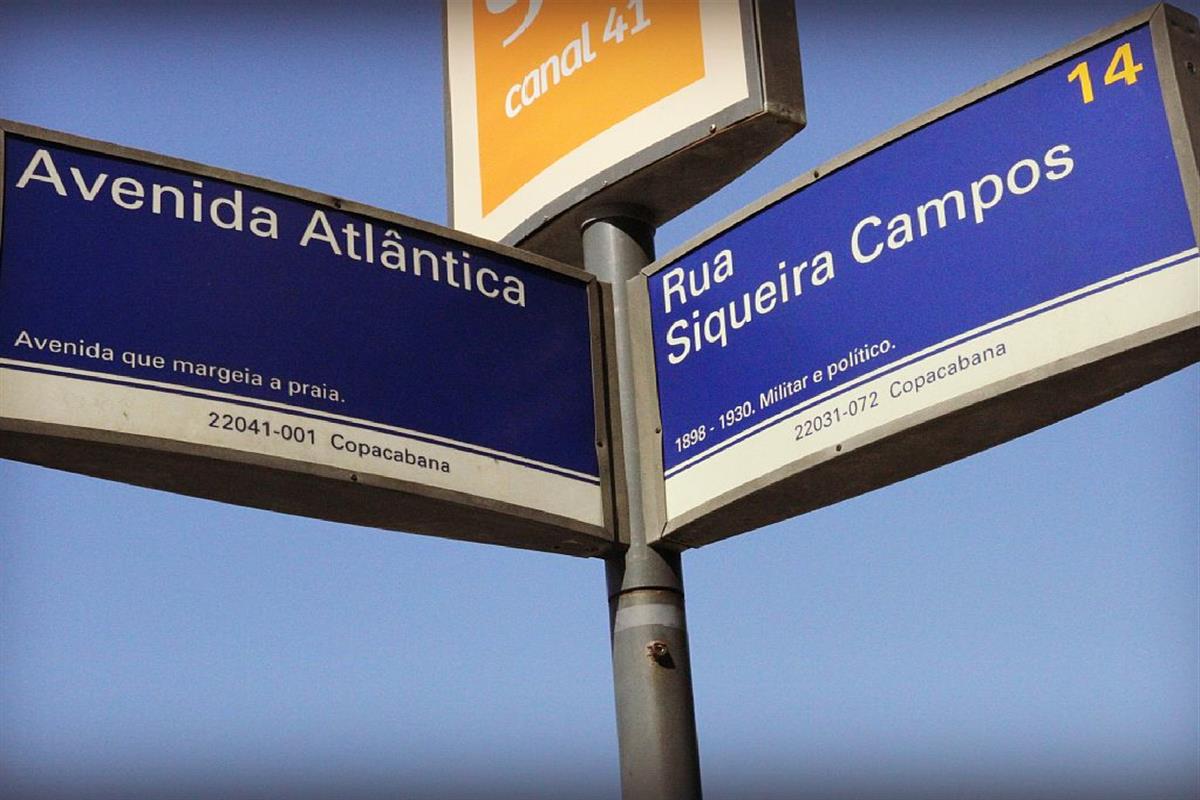 canal 41
Avenida Atlântica
Avenida que margeia a praia.
22041-001 Copacabana
14
Rua
Siqueira Campos
1898 - 1930. Militar e político.
22031-072 Copacabana